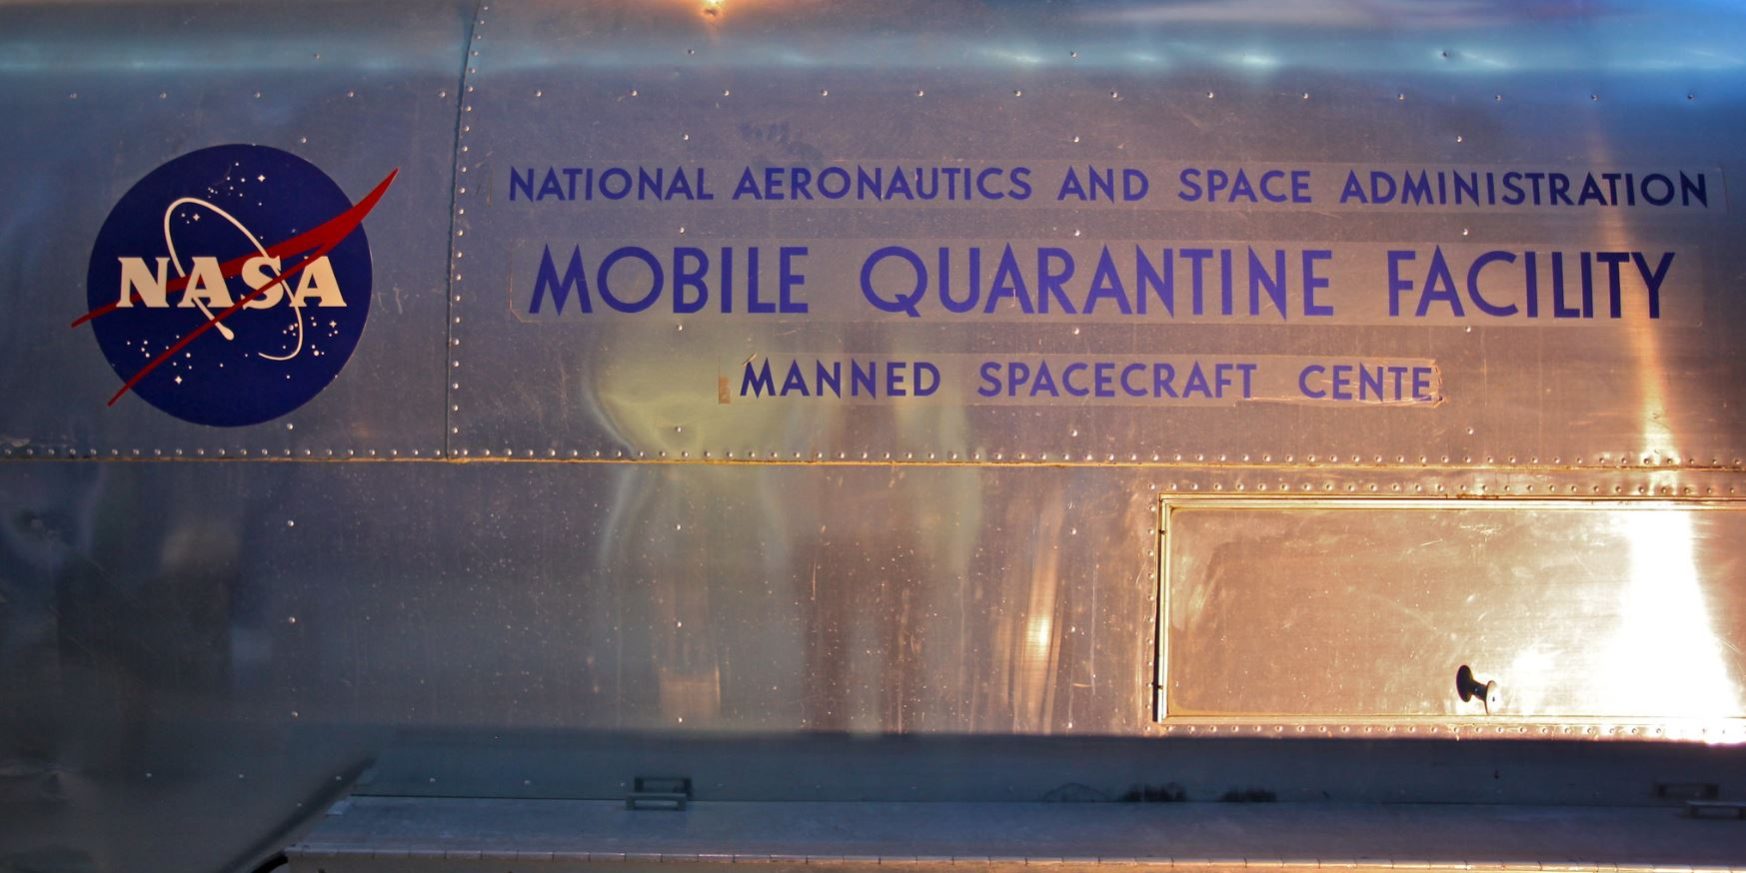 NASA
NATIONAL AERONAUTICS AND SPACE ADMINISTRATION
MOBILE QUARANTINE FACILITY
MANNED SPACECRAFT CENTE